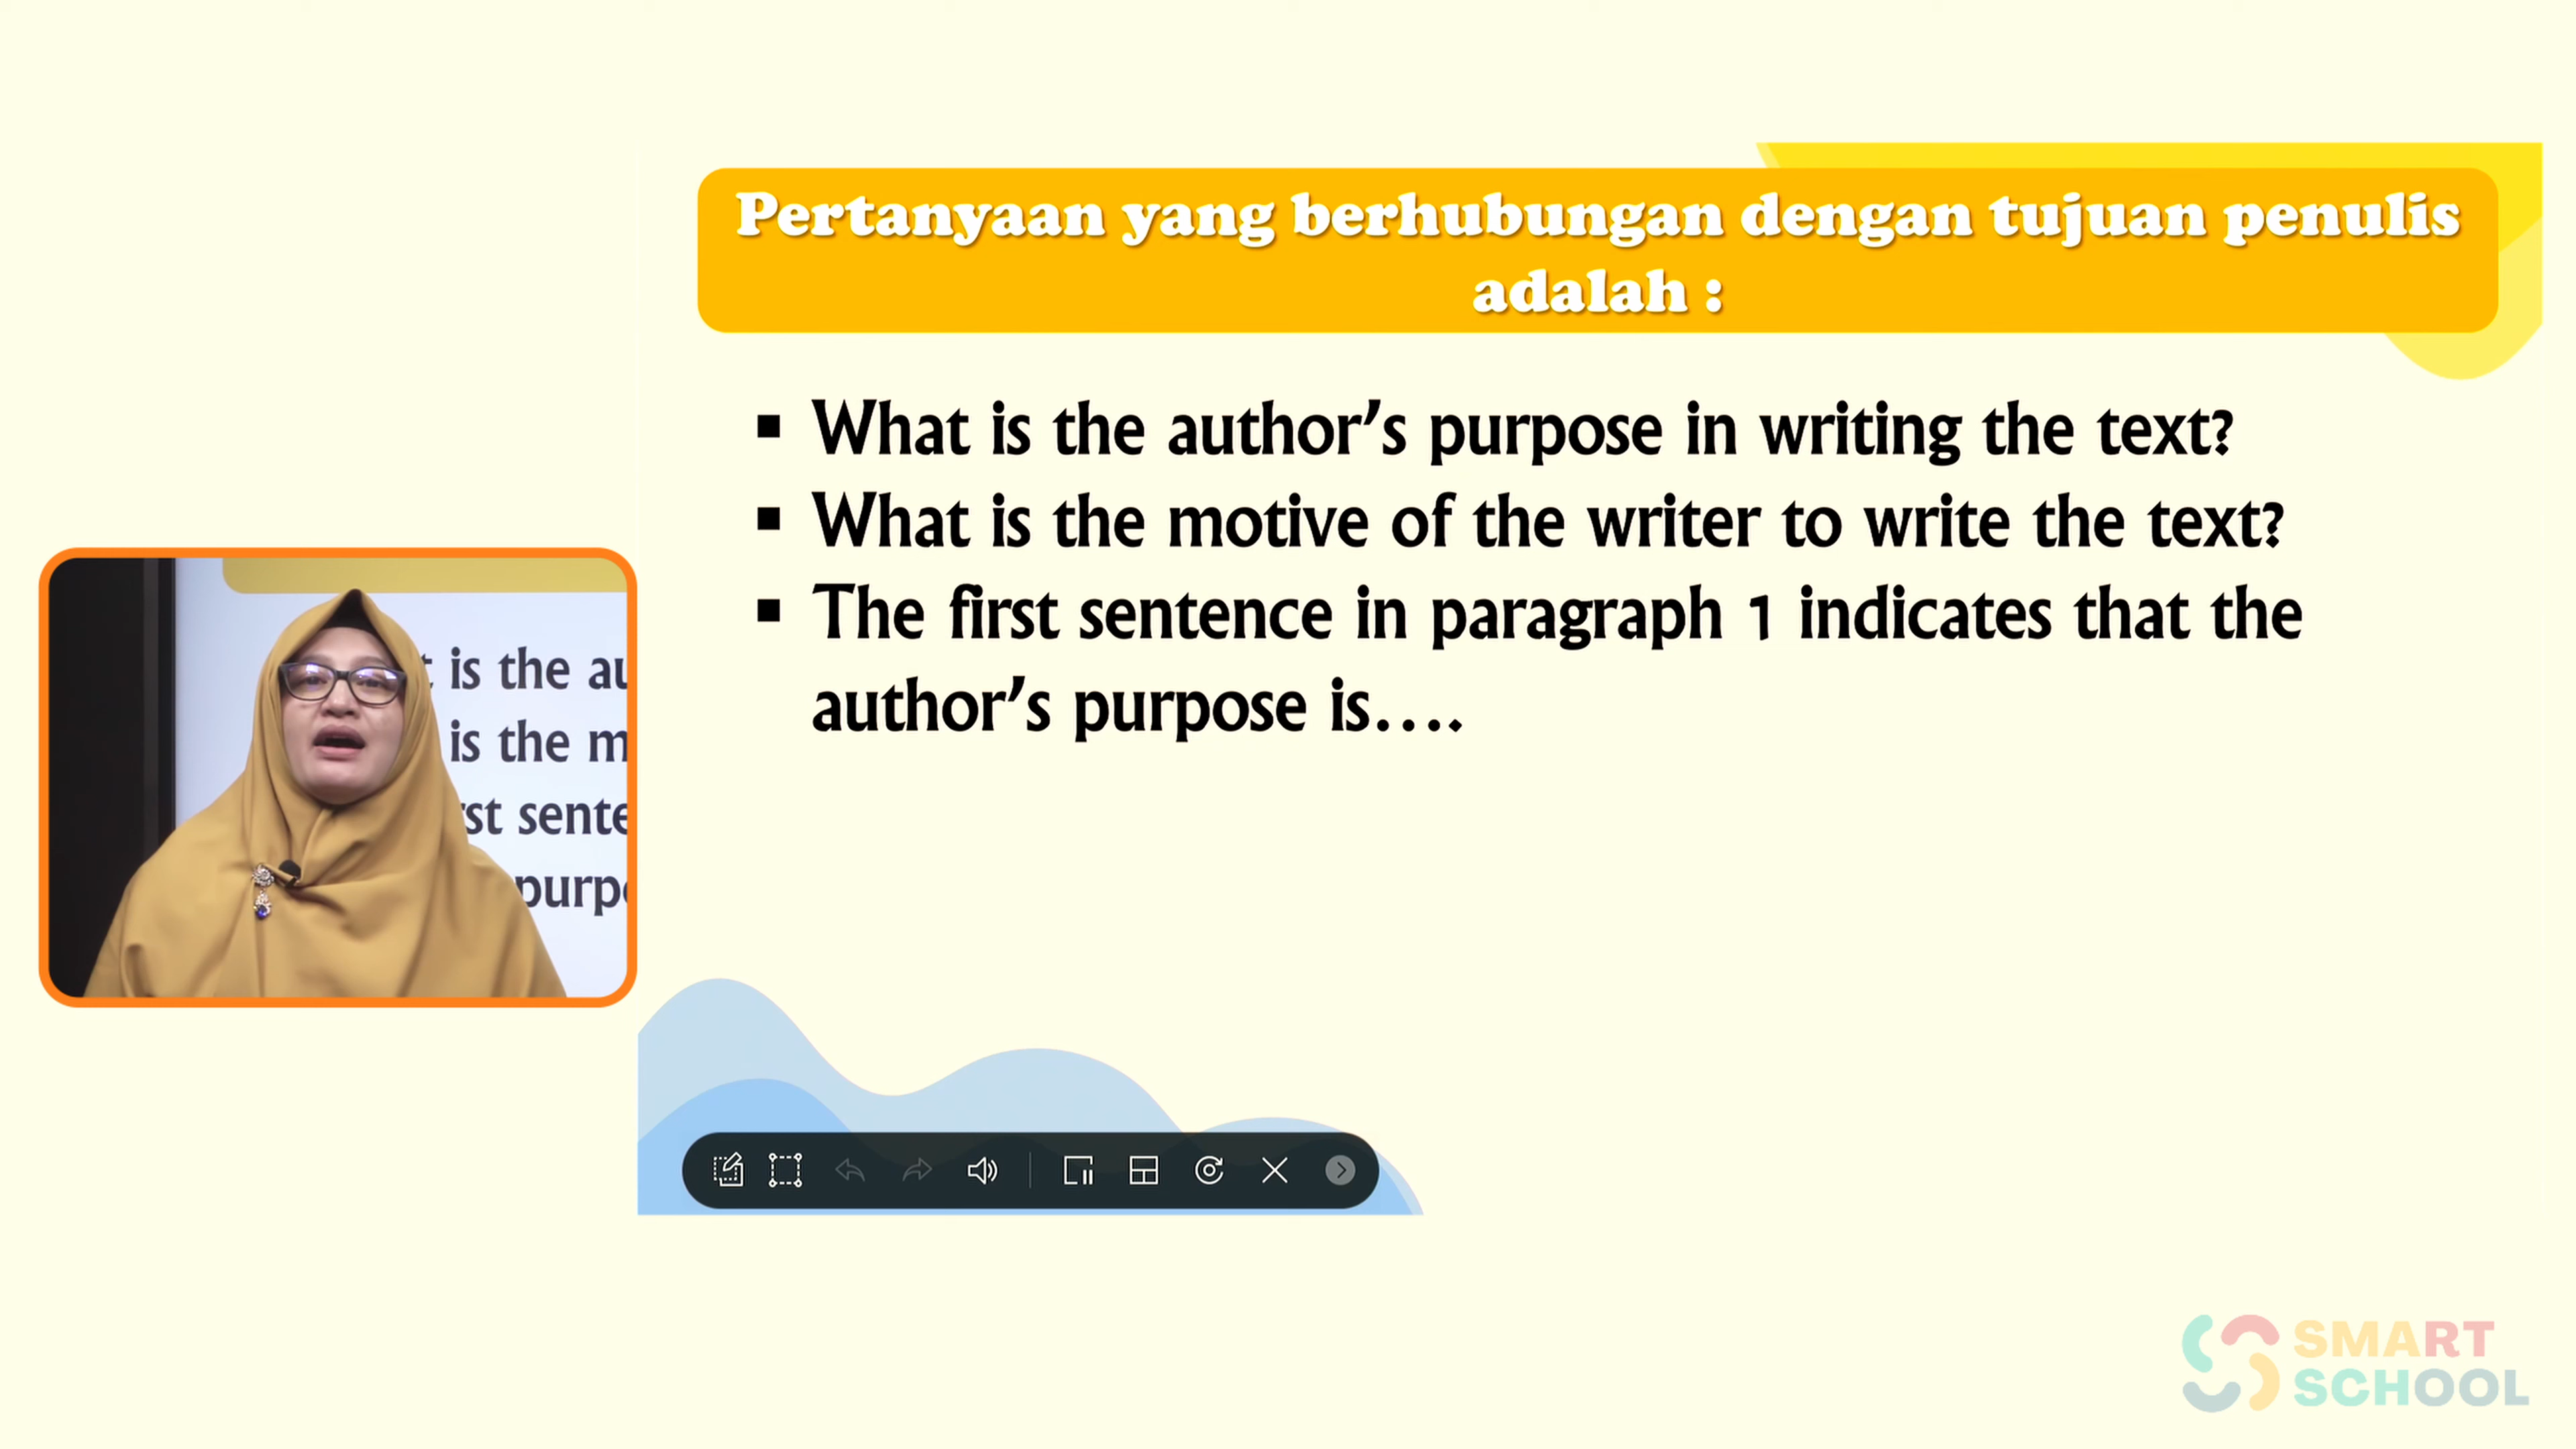 Pertanyaan yang berhubungan dengan tujuan penulis
adalah :
▪ What is the author's purpose in writing the text?
▪ What is the motive of the writer to write the text?
▪ The first sentence in paragraph 1 indicates that the
author's purpose is....
is the au
is the m
st sente
purp
SMART
SCHOOL